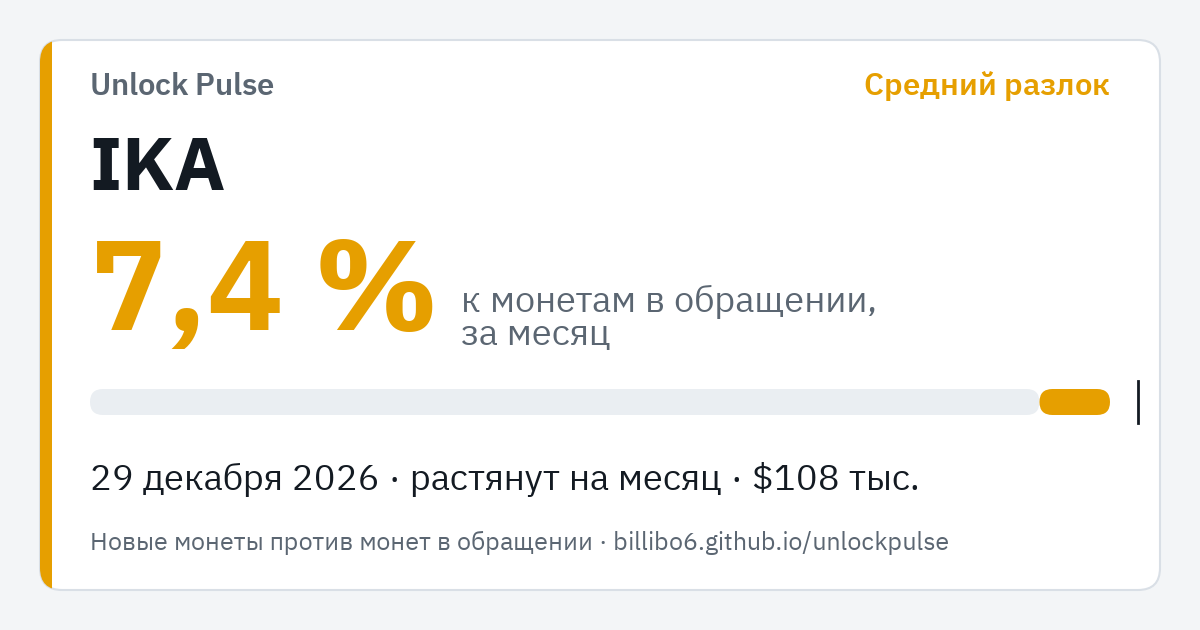 Unlock Pulse
Средний разлок
IKA
7,4 %
к монетам в обращении,
за месяц
29 декабря 2026 · растянут на месяц · $108 тыс.
Новые монеты против монет в обращении · billibo6.github.io/unlockpulse